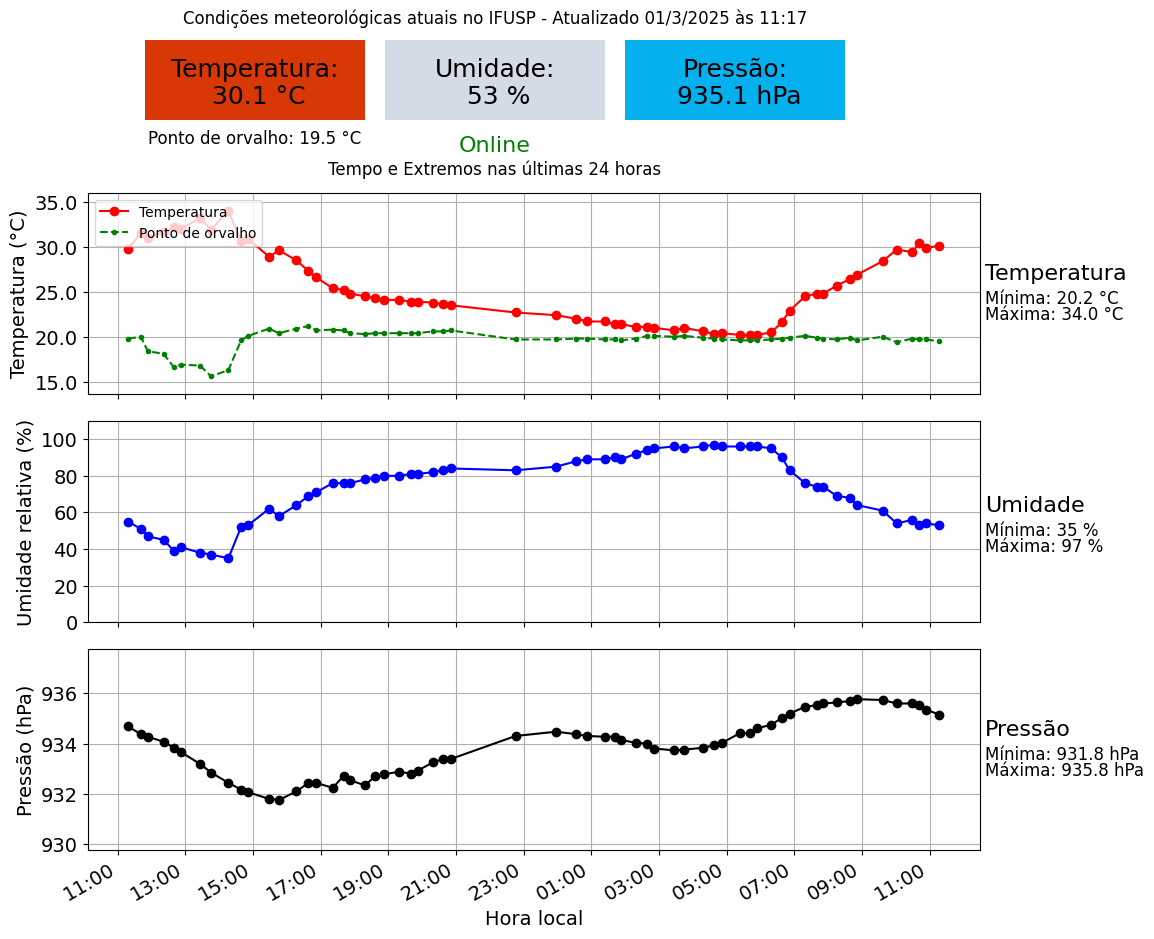 Condições meteorológicas atuais no IFUSP - Atualizado 01/3/2025 às 11:17
Temperatura:
30.1 °C
Umidade:
53 %
Pressão:
935.1 hPa
Ponto de orvalho: 19.5 °C
Online
Tempo e Extremos nas últimas 24 horas
Temperatura (°C)
35.0
30.0
25.0
20.0
15.0
Temperatura
Ponto de orvalho
Temperatura
Mínima: 20.2 °C
Máxima: 34.0 °C
Umidade relativa (%)
100
80
60
40
20
0
Umidade
Mínima: 35 %
Máxima: 97 %
Pressão (hPa)
936
934
932
930
Pressão
Mínima: 931.8 hPa
Máxima: 935.8 hPa
11:00 13:00 15:00 17:00 19:00 21:00 23:00 01:00 03:00 05:00 07:00 09:00 11:00
Hora local